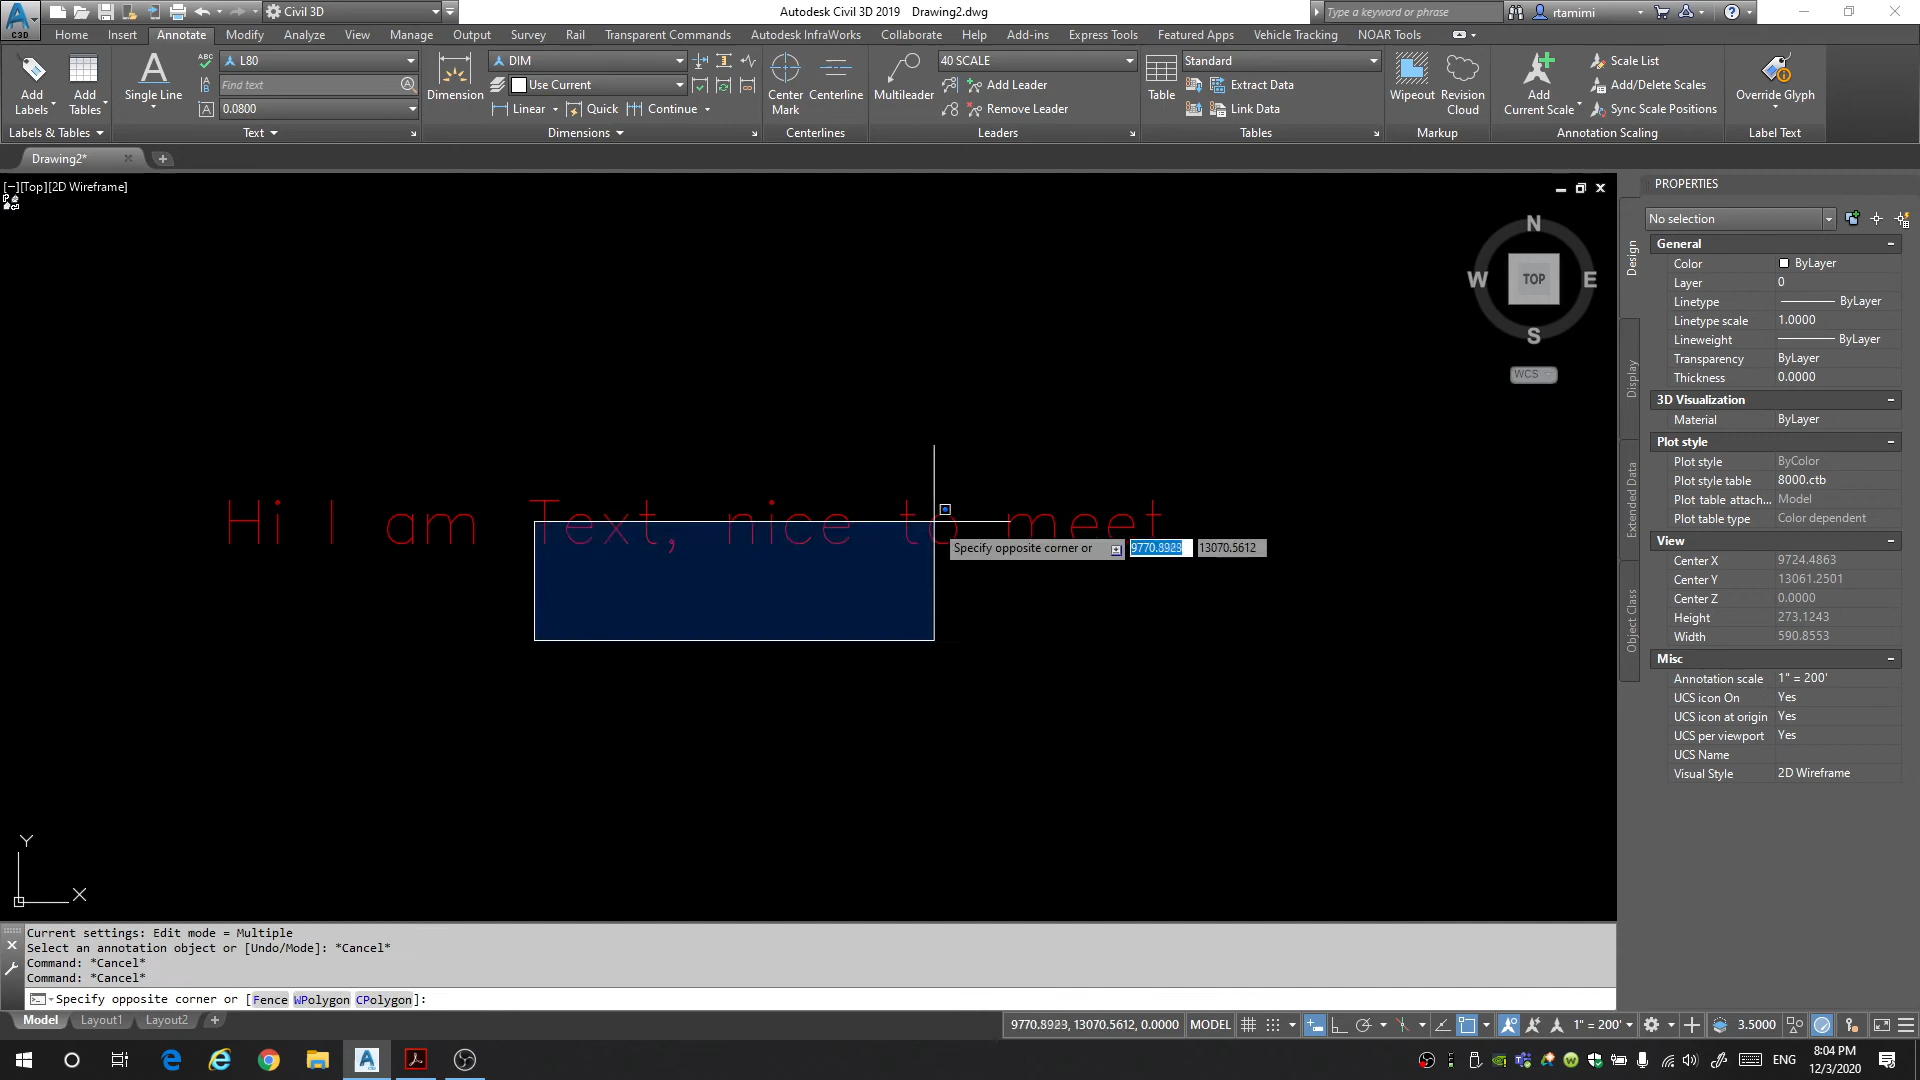 Civil 3D
Autodesk Civil 3D 2019 Drawing2.dwg
Type a keyword or phrase
rtamimi
C3D
Home Insert Annotate Modify Analyze View Manage Output Survey Rail Transparent Commands Autodesk InfraWorks Collaborate Help Add-ins Express Tools Featured Apps Vehicle Tracking NOAR Tools
Add Labels
Add Tables
Labels & Tables
Single Line
L80
Find text
0.0800
Text
Dimension
DIM
Use Current
Linear Quick Continue
Dimensions
Center Mark
Centerline
Centerlines
Multileader
40 SCALE
Add Leader
Remove Leader
Leaders
Table
Standard
Extract Data
Link Data
Tables
Wipeout
Revision Cloud
Markup
Add Current Scale
Scale List
Add/Delete Scales
Sync Scale Positions
Annotation Scaling
Override Glyph
Label Text
Drawing2*
[−][Top][2D Wireframe]
N
W TOP E
S
WCS
Hi I am Text, nice to meet
Specify opposite corner or 9770.8923 13070.5612
Y
X
PROPERTIES
No selection
Design
Display
Extended Data
Object Class
General
Color ByLayer
Layer 0
Linetype ByLayer
Linetype scale 1.0000
Lineweight ByLayer
Transparency ByLayer
Thickness 0.0000
3D Visualization
Material ByLayer
Plot style
Plot style ByColor
Plot style table 8000.ctb
Plot table attach... Model
Plot table type Color dependent
View
Center X 9724.4863
Center Y 13061.2501
Center Z 0.0000
Height 273.1243
Width 590.8553
Misc
Annotation scale 1" = 200'
UCS icon On Yes
UCS icon at origin Yes
UCS per viewport Yes
UCS Name
Visual Style 2D Wireframe
Current settings: Edit mode = Multiple
Select an annotation object or [Undo/Mode]: *Cancel*
Command: *Cancel*
Command: *Cancel*
Specify opposite corner or [Fence WPolygon CPolygon]:
Model Layout1 Layout2
9770.8923, 13070.5612, 0.0000 MODEL 1" = 200' 3.5000
ENG
8:04 PM
12/3/2020